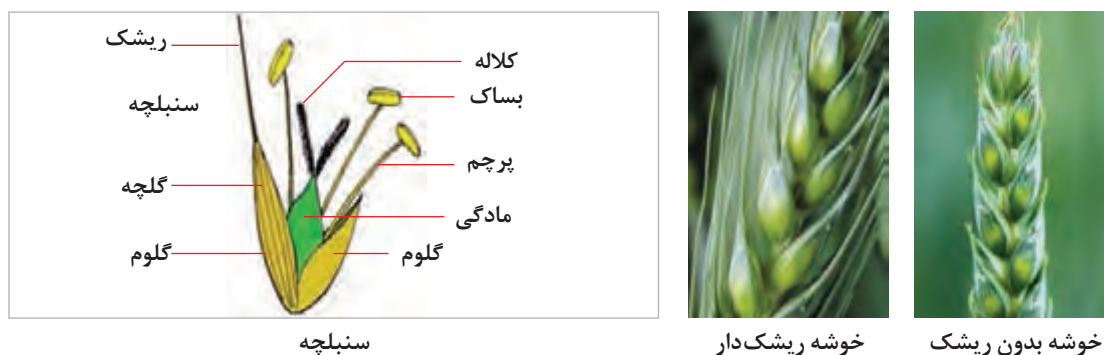 ریشک
سنبلچه
گلچه
گلوم
کلاله
بساک
پرچم
مادگی
گلوم
سنبلچه
خوشه ریشک‌دار
خوشه بدون ریشک